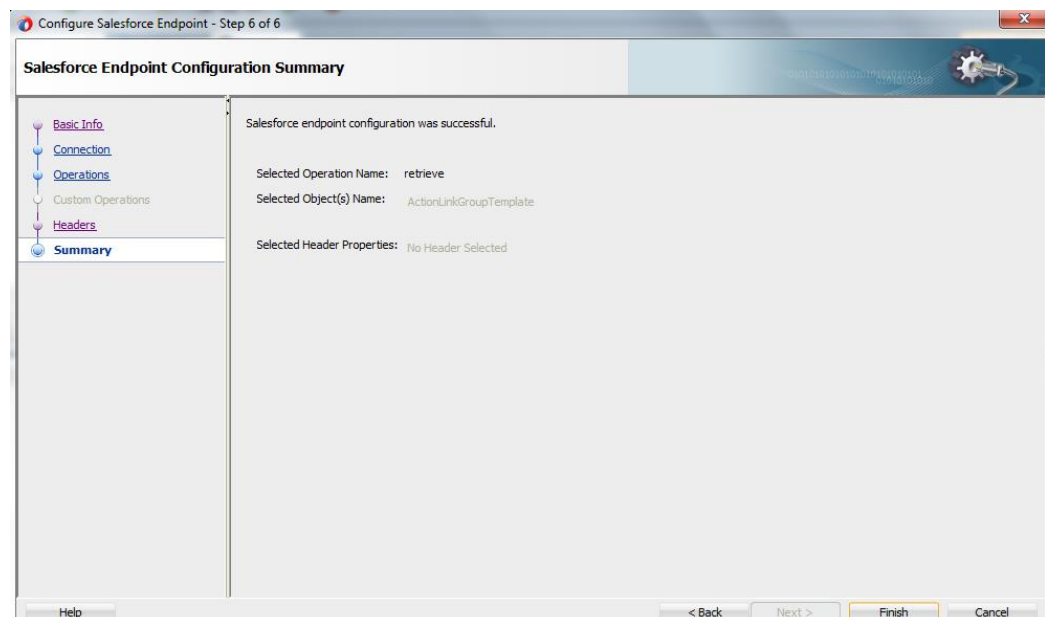 Configure Salesforce Endpoint - Step 6 of 6
x
Salesforce Endpoint Configuration Summary
Basic Info
Connection
Operations
Custom Operations
Headers
Summary
Salesforce endpoint configuration was successful.
Selected Operation Name: retrieve
Selected Object(s) Name: ActionLinkGroupTemplate
Selected Header Properties: No Header Selected
Help
< Back
Next >
Finish
Cancel